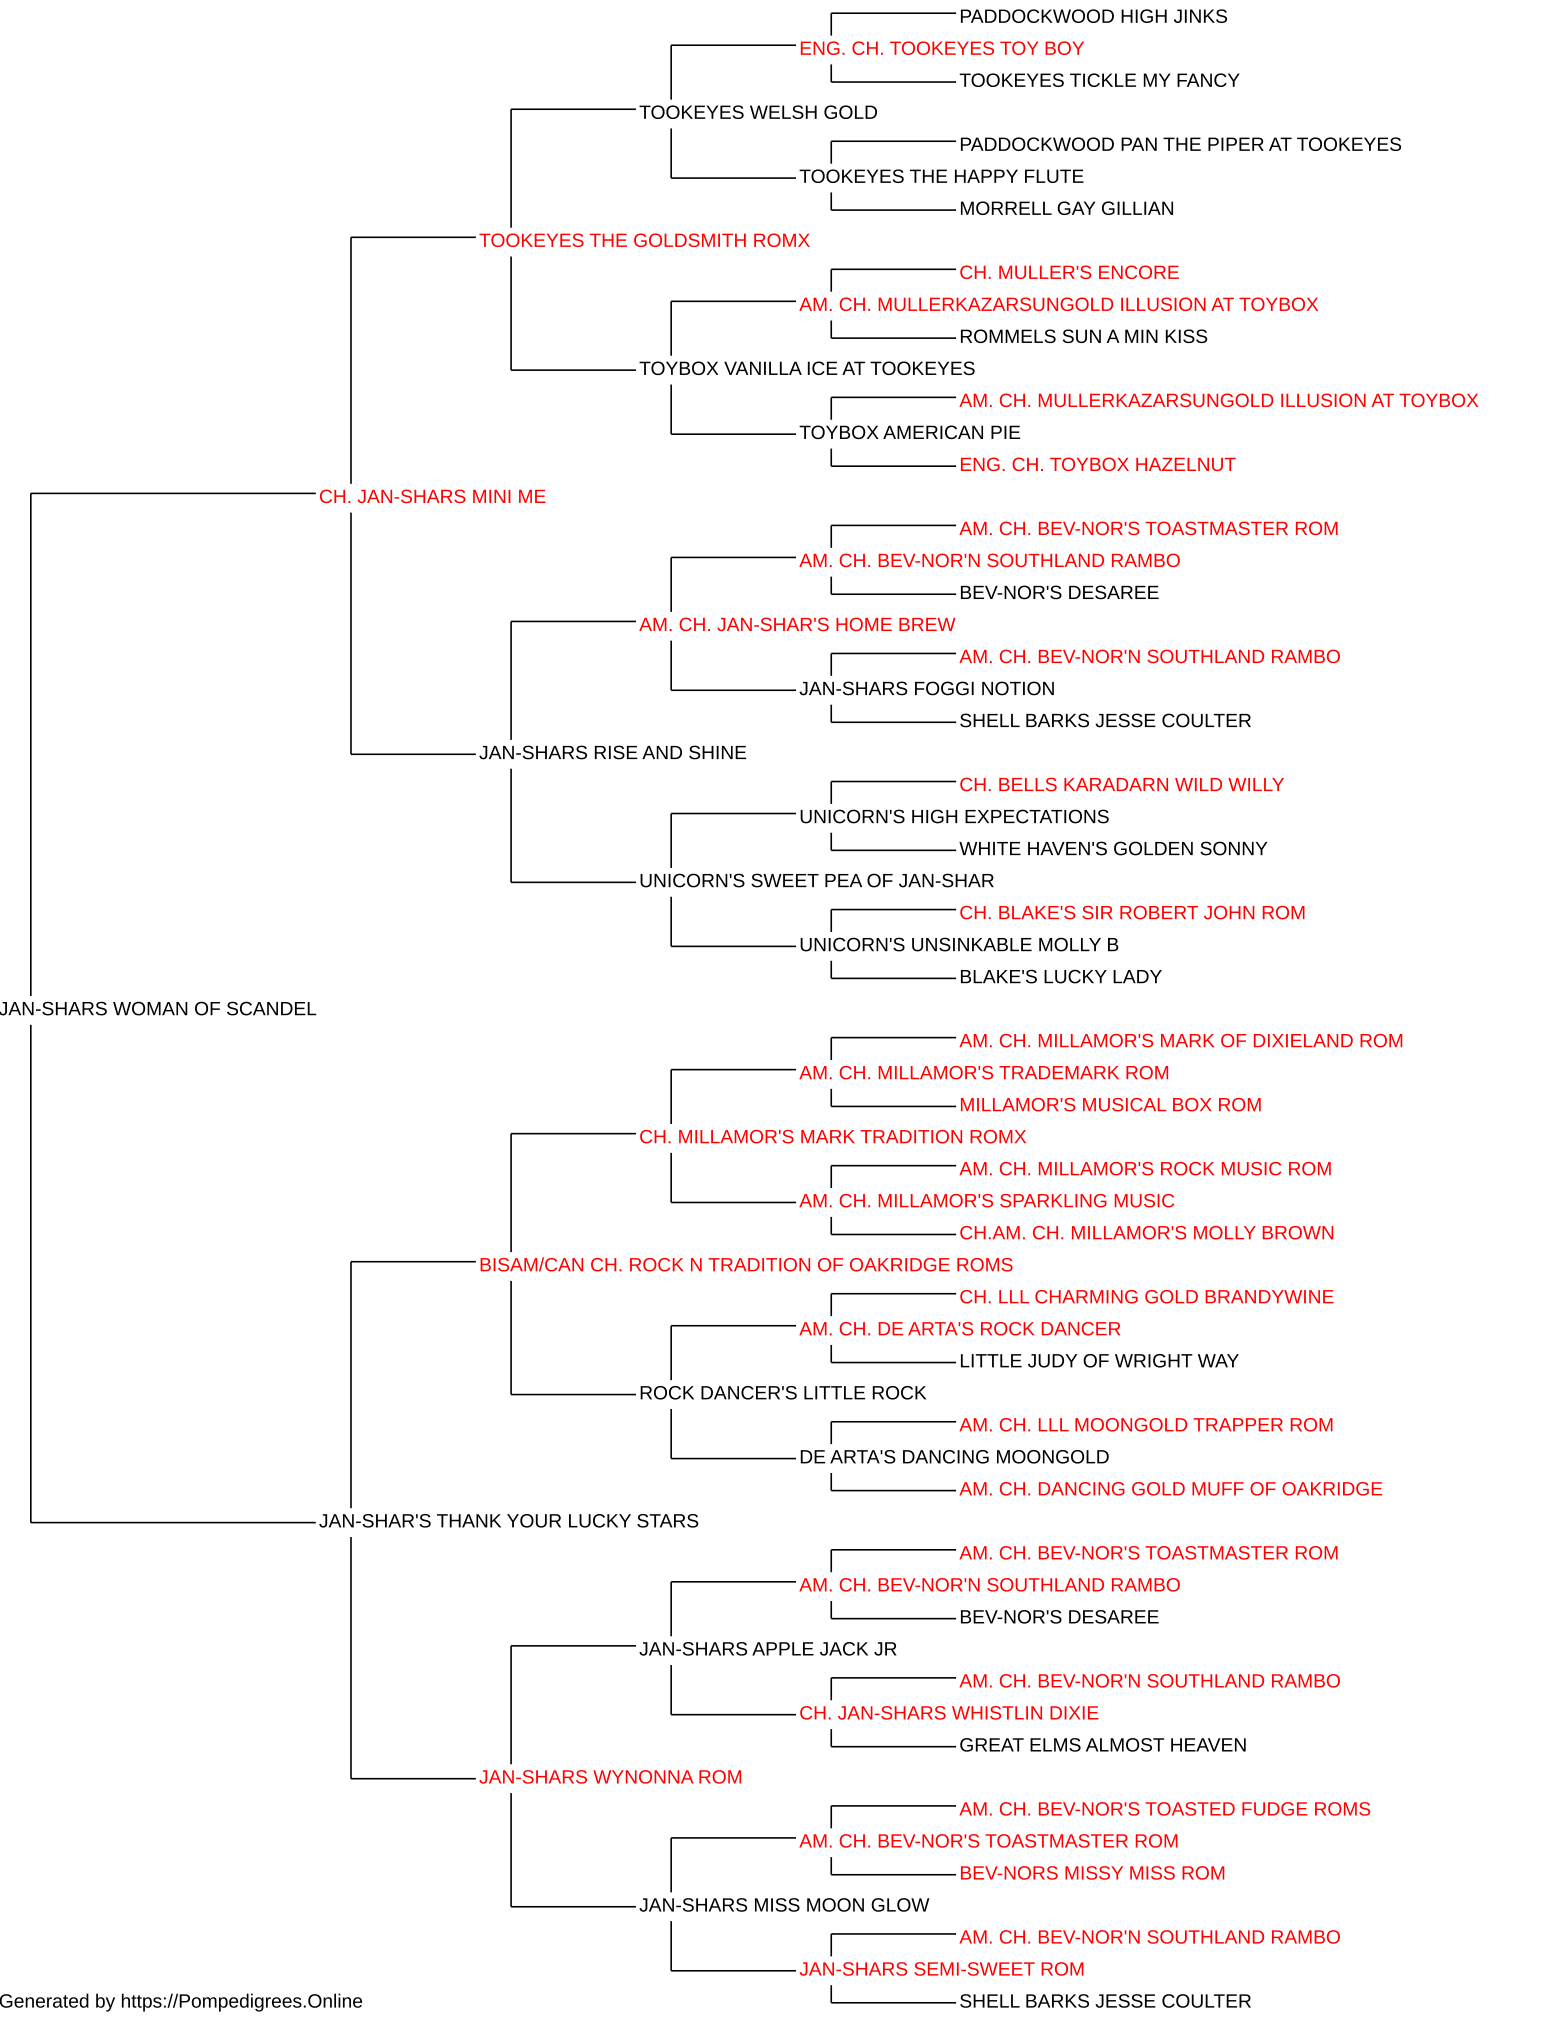 PADDOCKWOOD HIGH JINKS
ENG. CH. TOOKEYES TOY BOY
TOOKEYES TICKLE MY FANCY
TOOKEYES WELSH GOLD
PADDOCKWOOD PAN THE PIPER AT TOOKEYES
TOOKEYES THE HAPPY FLUTE
MORRELL GAY GILLIAN
TOOKEYES THE GOLDSMITH ROMX
CH. MULLER'S ENCORE
AM. CH. MULLERKAZARSUNGOLD ILLUSION AT TOYBOX
ROMMELS SUN A MIN KISS
TOYBOX VANILLA ICE AT TOOKEYES
AM. CH. MULLERKAZARSUNGOLD ILLUSION AT TOYBOX
TOYBOX AMERICAN PIE
ENG. CH. TOYBOX HAZELNUT
CH. JAN-SHARS MINI ME
AM. CH. BEV-NOR'S TOASTMASTER ROM
AM. CH. BEV-NOR'N SOUTHLAND RAMBO
BEV-NOR'S DESAREE
AM. CH. JAN-SHAR'S HOME BREW
AM. CH. BEV-NOR'N SOUTHLAND RAMBO
JAN-SHARS FOGGI NOTION
SHELL BARKS JESSE COULTER
JAN-SHARS RISE AND SHINE
CH. BELLS KARADARN WILD WILLY
UNICORN'S HIGH EXPECTATIONS
WHITE HAVEN'S GOLDEN SONNY
UNICORN'S SWEET PEA OF JAN-SHAR
CH. BLAKE'S SIR ROBERT JOHN ROM
UNICORN'S UNSINKABLE MOLLY B
BLAKE'S LUCKY LADY
JAN-SHARS WOMAN OF SCANDEL
AM. CH. MILLAMOR'S MARK OF DIXIELAND ROM
AM. CH. MILLAMOR'S TRADEMARK ROM
MILLAMOR'S MUSICAL BOX ROM
CH. MILLAMOR'S MARK TRADITION ROMX
AM. CH. MILLAMOR'S ROCK MUSIC ROM
AM. CH. MILLAMOR'S SPARKLING MUSIC
CH.AM. CH. MILLAMOR'S MOLLY BROWN
BISAM/CAN CH. ROCK N TRADITION OF OAKRIDGE ROMS
CH. LLL CHARMING GOLD BRANDYWINE
AM. CH. DE ARTA'S ROCK DANCER
LITTLE JUDY OF WRIGHT WAY
ROCK DANCER'S LITTLE ROCK
AM. CH. LLL MOONGOLD TRAPPER ROM
DE ARTA'S DANCING MOONGOLD
AM. CH. DANCING GOLD MUFF OF OAKRIDGE
JAN-SHAR'S THANK YOUR LUCKY STARS
AM. CH. BEV-NOR'S TOASTMASTER ROM
AM. CH. BEV-NOR'N SOUTHLAND RAMBO
BEV-NOR'S DESAREE
JAN-SHARS APPLE JACK JR
AM. CH. BEV-NOR'N SOUTHLAND RAMBO
CH. JAN-SHARS WHISTLIN DIXIE
GREAT ELMS ALMOST HEAVEN
JAN-SHARS WYNONNA ROM
AM. CH. BEV-NOR'S TOASTED FUDGE ROMS
AM. CH. BEV-NOR'S TOASTMASTER ROM
BEV-NORS MISSY MISS ROM
JAN-SHARS MISS MOON GLOW
AM. CH. BEV-NOR'N SOUTHLAND RAMBO
JAN-SHARS SEMI-SWEET ROM
SHELL BARKS JESSE COULTER
Generated by https://Pompedigrees.Online